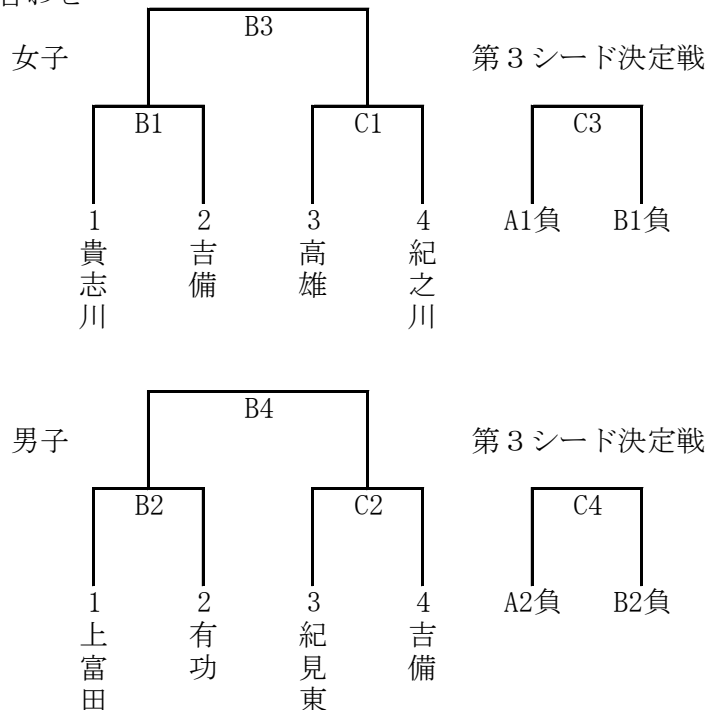 B3
女子
第3シード決定戦
B1
C1
C3
1
2
3
4
A1負
B1負
貴志川
吉備
高雄
紀之川
B4
男子
第3シード決定戦
B2
C2
C4
1
2
3
4
A2負
B2負
上富田
有功
紀見東
吉備